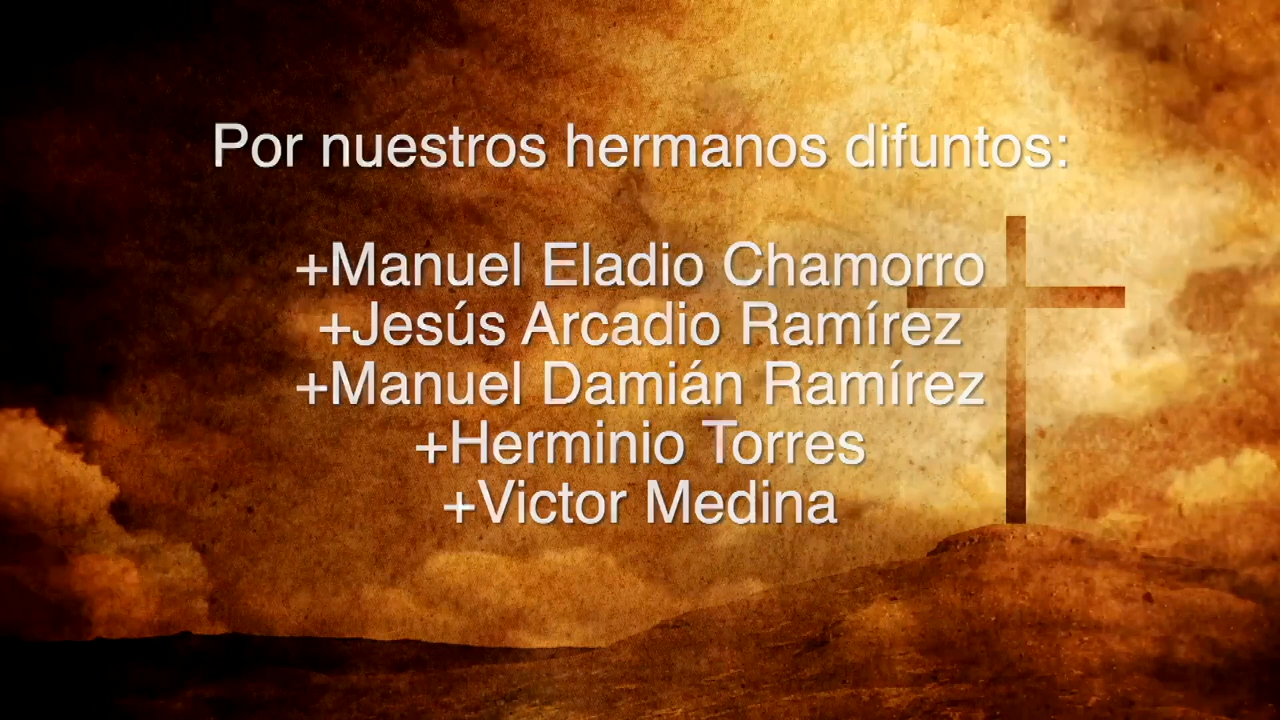 Por nuestros hermanos difuntos:
+Manuel Eladio Chamorro
+Jesús Arcadio Ramírez
+Manuel Damián Ramírez
+Herminio Torres
+Victor Medina